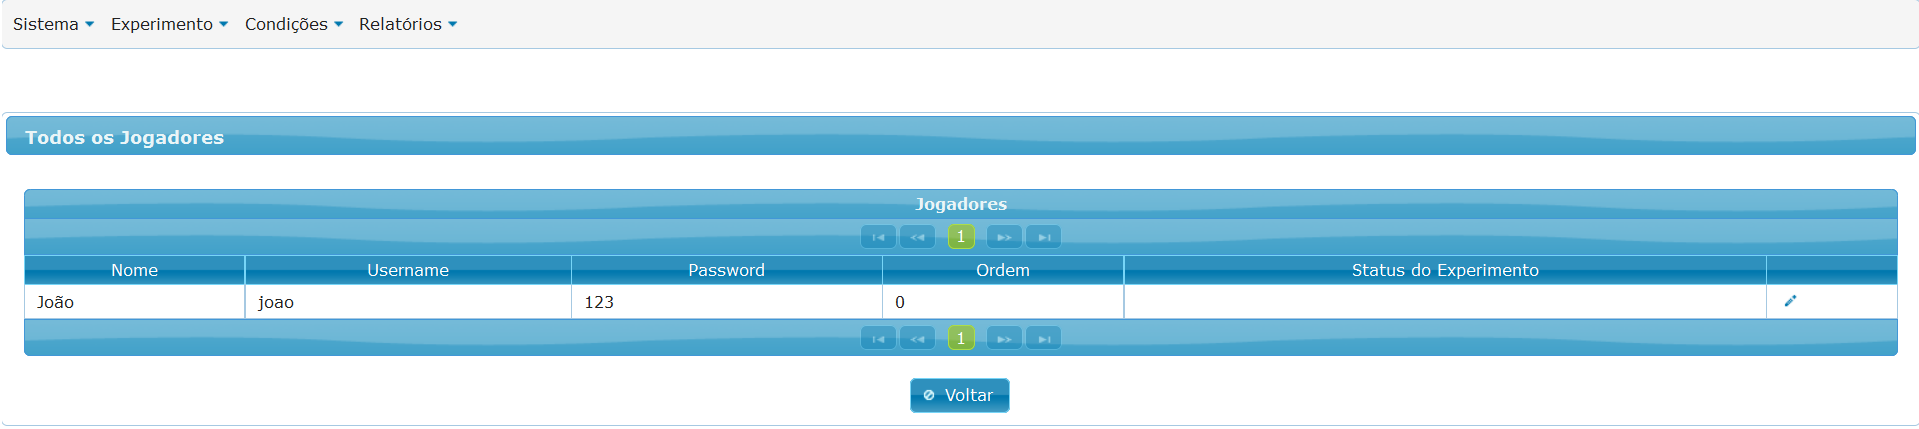 Sistema Experimento Condições Relatórios
Todos os Jogadores
Jogadores
1
Nome Username Password Ordem Status do Experimento
João joao 123 0
1
Voltar